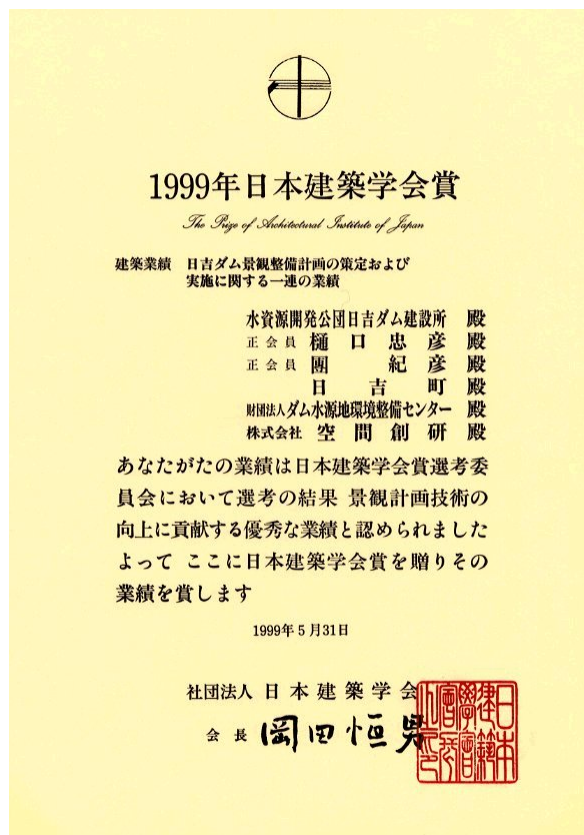 1999年日本建築学会賞
The Prize of Architectural Institute of Japan
建築業績 日吉ダム景観整備計画の策定および
実施に関する一連の業績
水資源開発公団日吉ダム建設所 殿
正会員 樋口忠彦 殿
正会員 團紀彦 殿
日吉町 殿
財団法人ダム水源地環境整備センター 殿
株式会社 空間創研 殿
あなたがたの業績は日本建築学会賞選考委
員会において選考の結果 景観計画技術の
向上に貢献する優秀な業績と認められました
よって ここに日本建築学会賞を贈りその
業績を賞します
1999年5月31日
社団法人 日本建築学会
会長 岡田恒男